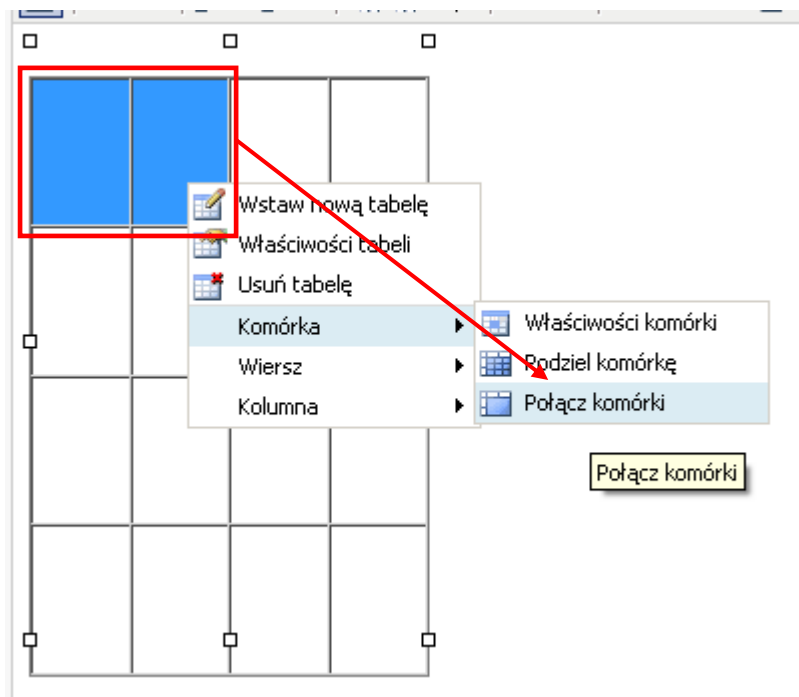 Wstaw nową tabelę
Właściwości tabeli
Usuń tabelę
Komórka
Wiersz
Kolumna
Właściwości komórki
Podziel komórkę
Połącz komórki
Połącz komórki